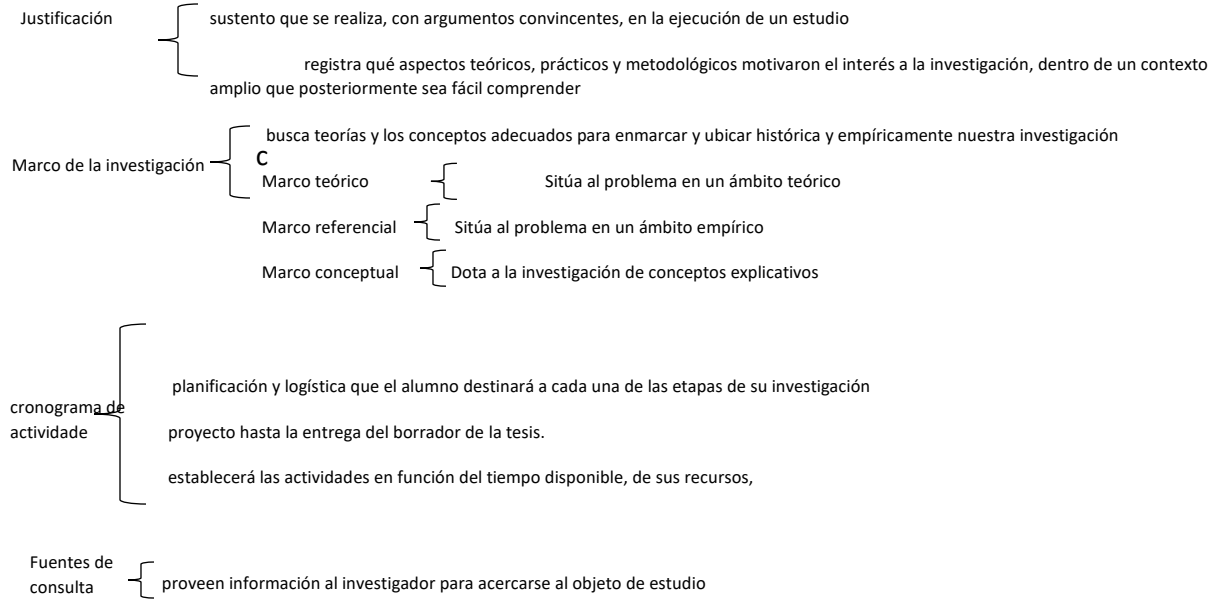 Justificación
sustento que se realiza, con argumentos convincentes, en la ejecución de un estudio
registra qué aspectos teóricos, prácticos y metodológicos motivaron el interés a la investigación, dentro de un contexto
amplio que posteriormente sea fácil comprender
Marco de la investigación
busca teorías y los conceptos adecuados para enmarcar y ubicar histórica y empíricamente nuestra investigación
C
Marco teórico
Sitúa al problema en un ámbito teórico
Marco referencial
Sitúa al problema en un ámbito empírico
Marco conceptual
Dota a la investigación de conceptos explicativos
cronograma de
actividade
planificación y logística que el alumno destinará a cada una de las etapas de su investigación
proyecto hasta la entrega del borrador de la tesis.
establecerá las actividades en función del tiempo disponible, de sus recursos,
Fuentes de
consulta
proveen información al investigador para acercarse al objeto de estudio